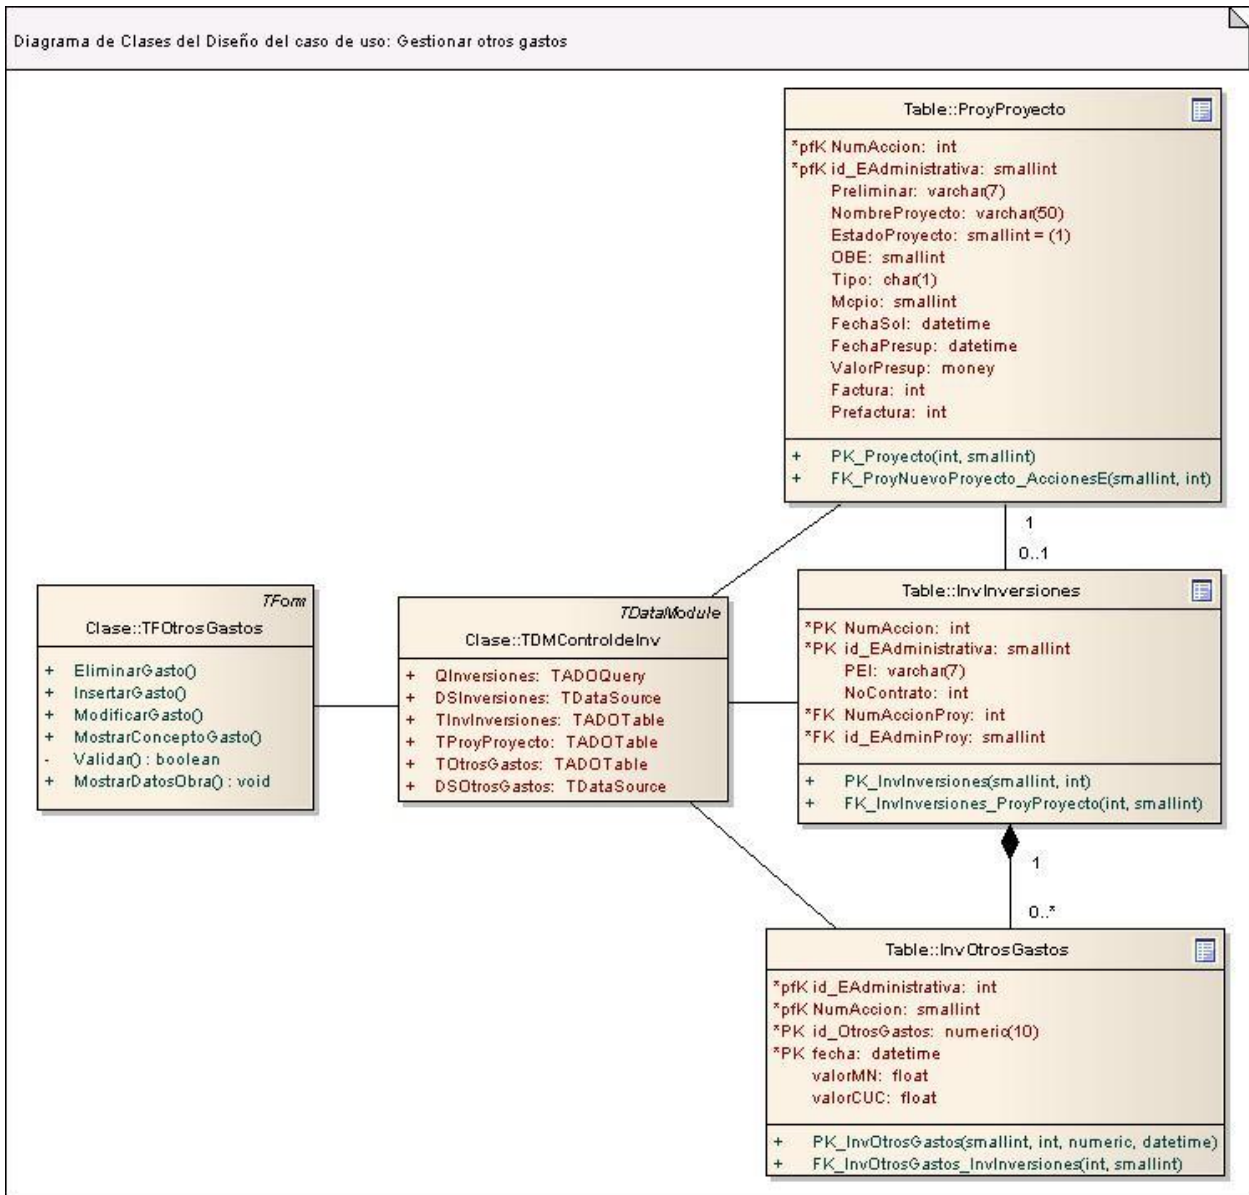 Diagrama de Clases del Diseño del caso de uso: Gestionar otros gastos
Table::ProyProyecto
*pfK NumAccion: int
*pfK id_EAdministrativa: smallint
Preliminar: varchar(7)
NombreProyecto: varchar(50)
EstadoProyecto: smallint = (1)
OBE: smallint
Tipo: char(1)
Mcpio: smallint
FechaSol: datetime
FechaPresup: datetime
ValorPresup: money
Factura: int
Prefactura: int
+ PK_Proyecto(int, smallint)
+ FK_ProyNuevoProyecto_AccionesE(smallint, int)
1
0..1
TForm
Clase::TFOtrosGastos
+ EliminarGasto()
+ InsertarGasto()
+ ModificarGasto()
+ MostrarConceptoGasto()
- Validar() : boolean
+ MostrarDatosObra() : void
TDataModule
Clase::TDMControldeInv
+ QInversiones: TADOQuery
+ DSInversiones: TDataSource
+ TInvInversiones: TADOTable
+ TProyProyecto: TADOTable
+ TOtrosGastos: TADOTable
+ DSOtrosGastos: TDataSource
Table::InvInversiones
*PK NumAccion: int
*PK id_EAdministrativa: smallint
PEI: varchar(7)
NoContrato: int
*FK NumAccionProy: int
*FK id_EAdminProy: smallint
+ PK_InvInversiones(smallint, int)
+ FK_InvInversiones_ProyProyecto(int, smallint)
1
0..*
Table::InvOtrosGastos
*pfK id_EAdministrativa: int
*pfK NumAccion: smallint
*PK id_OtrosGastos: numeric(10)
*PK fecha: datetime
valorMN: float
valorCUC: float
+ PK_InvOtrosGastos(smallint, int, numeric, datetime)
+ FK_InvOtrosGastos_InvInversiones(int, smallint)